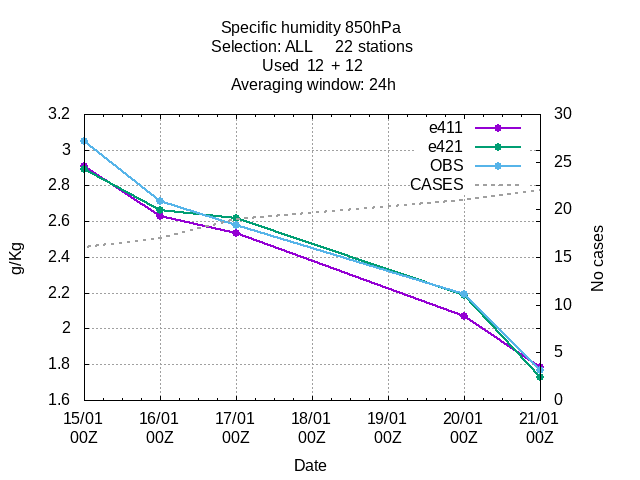 Specific humidity 850hPa
Selection: ALL     22 stations
Used  12 + 12
Averaging window: 24h
3.2
3
2.8
2.6
2.4
2.2
2
1.8
1.6
g/Kg
30
25
20
15
10
5
0
No cases
e411
e421
OBS
CASES
15/01 16/01 17/01 18/01 19/01 20/01 21/01
00Z 00Z 00Z 00Z 00Z 00Z 00Z
Date